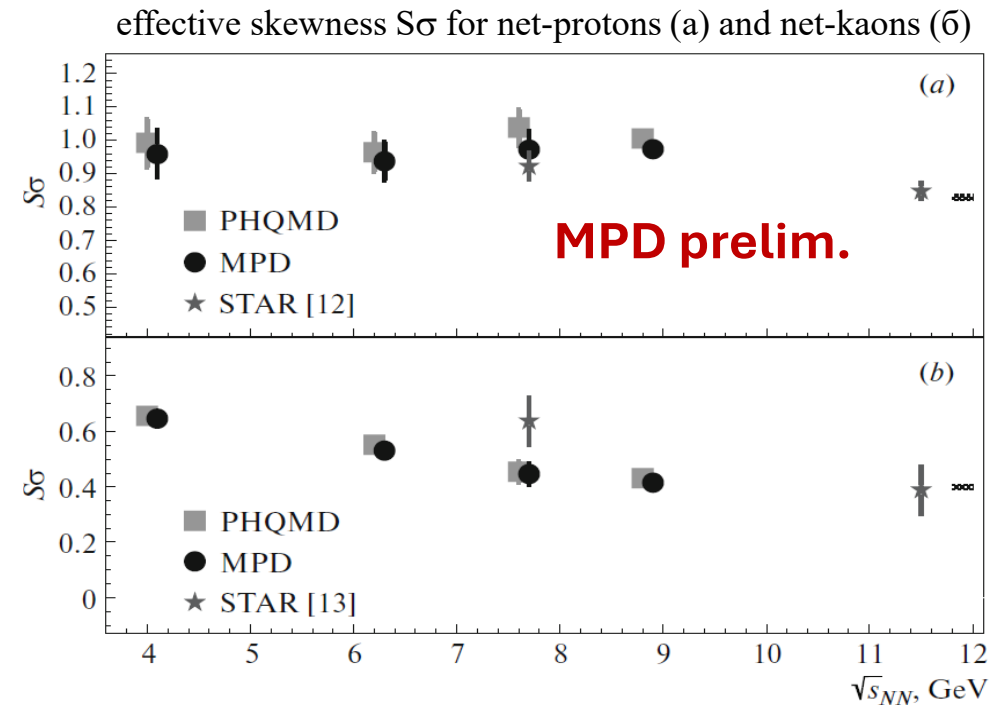 effective skewness Sσ for net-protons (а) and net-kaons (б)
1.2
1.1
1.0
0.9
0.8
0.7
0.6
0.5
Sσ
(a)
PHQMD
MPD
STAR [12]
MPD prelim.
0.8
0.6
0.4
0.2
0
Sσ
(b)
PHQMD
MPD
STAR [13]
4 5 6 7 8 9 10 11 12
√sNN, GeV